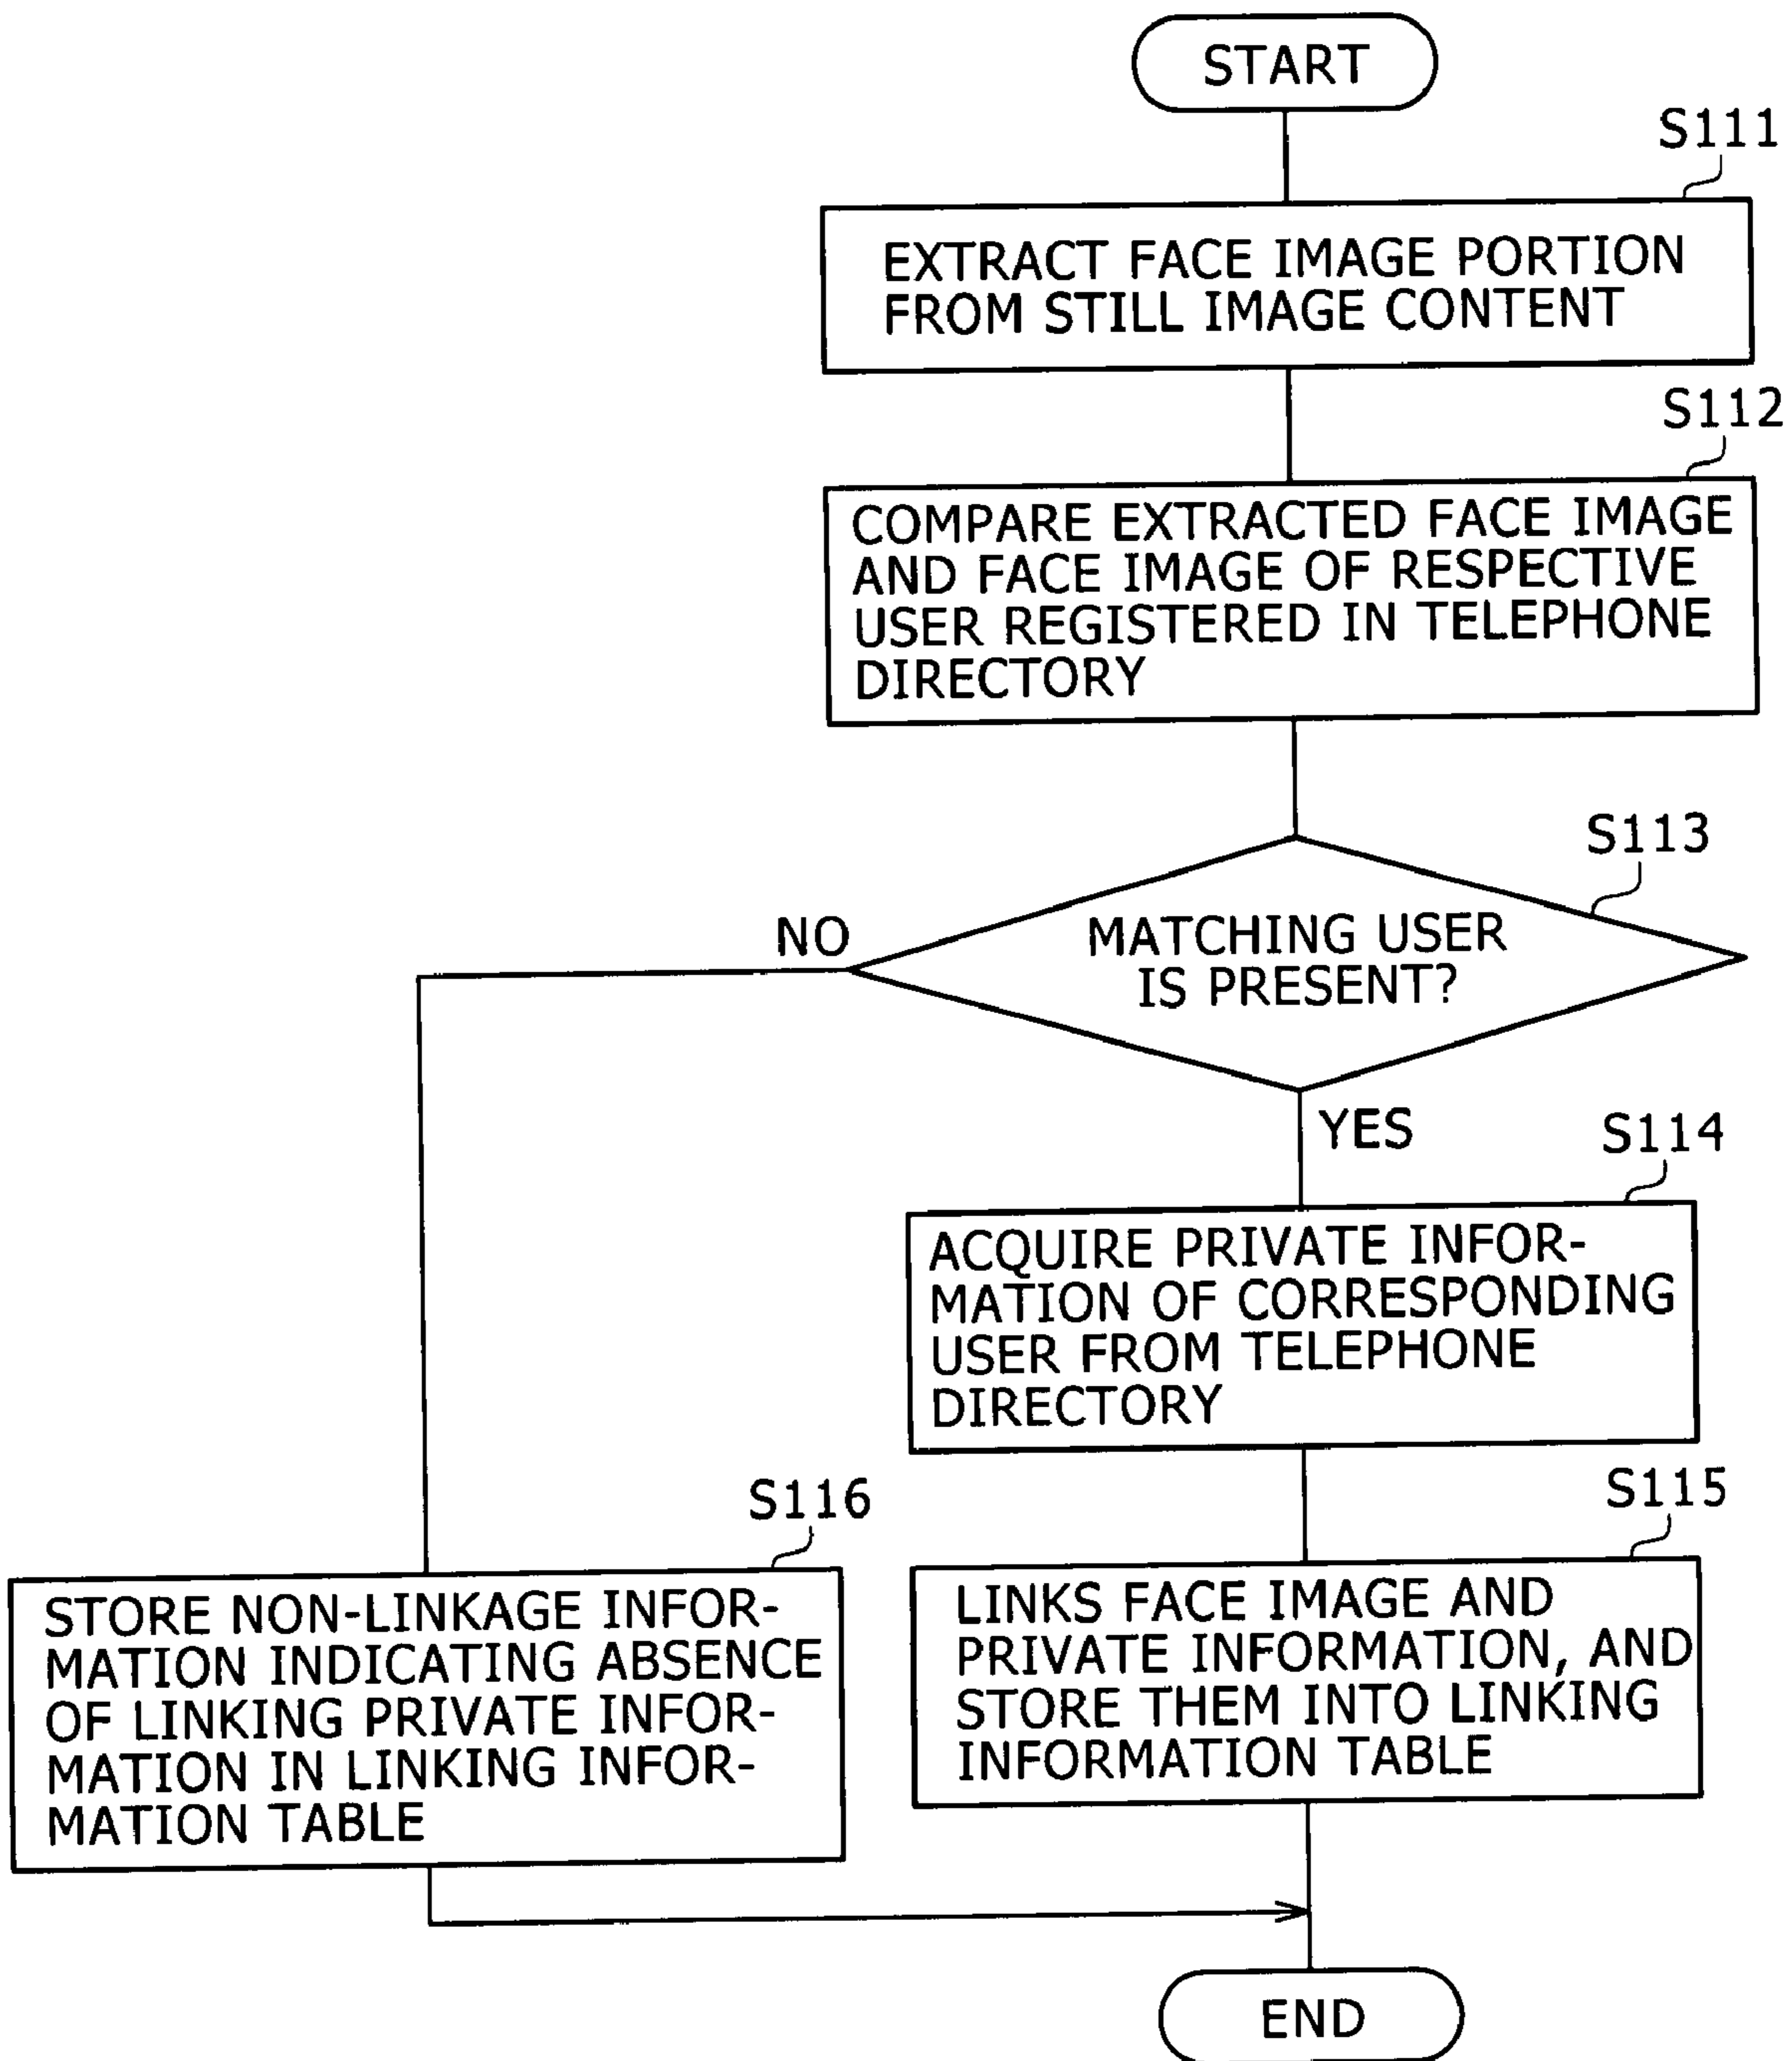 START
S111
EXTRACT FACE IMAGE PORTION
FROM STILL IMAGE CONTENT
S112
COMPARE EXTRACTED FACE IMAGE
AND FACE IMAGE OF RESPECTIVE
USER REGISTERED IN TELEPHONE
DIRECTORY
S113
MATCHING USER
IS PRESENT?
NO
YES
S114
ACQUIRE PRIVATE INFOR-
MATION OF CORRESPONDING
USER FROM TELEPHONE
DIRECTORY
S116
STORE NON-LINKAGE INFOR-
MATION INDICATING ABSENCE
OF LINKING PRIVATE INFOR-
MATION IN LINKING INFOR-
MATION TABLE
S115
LINKS FACE IMAGE AND
PRIVATE INFORMATION, AND
STORE THEM INTO LINKING
INFORMATION TABLE
END